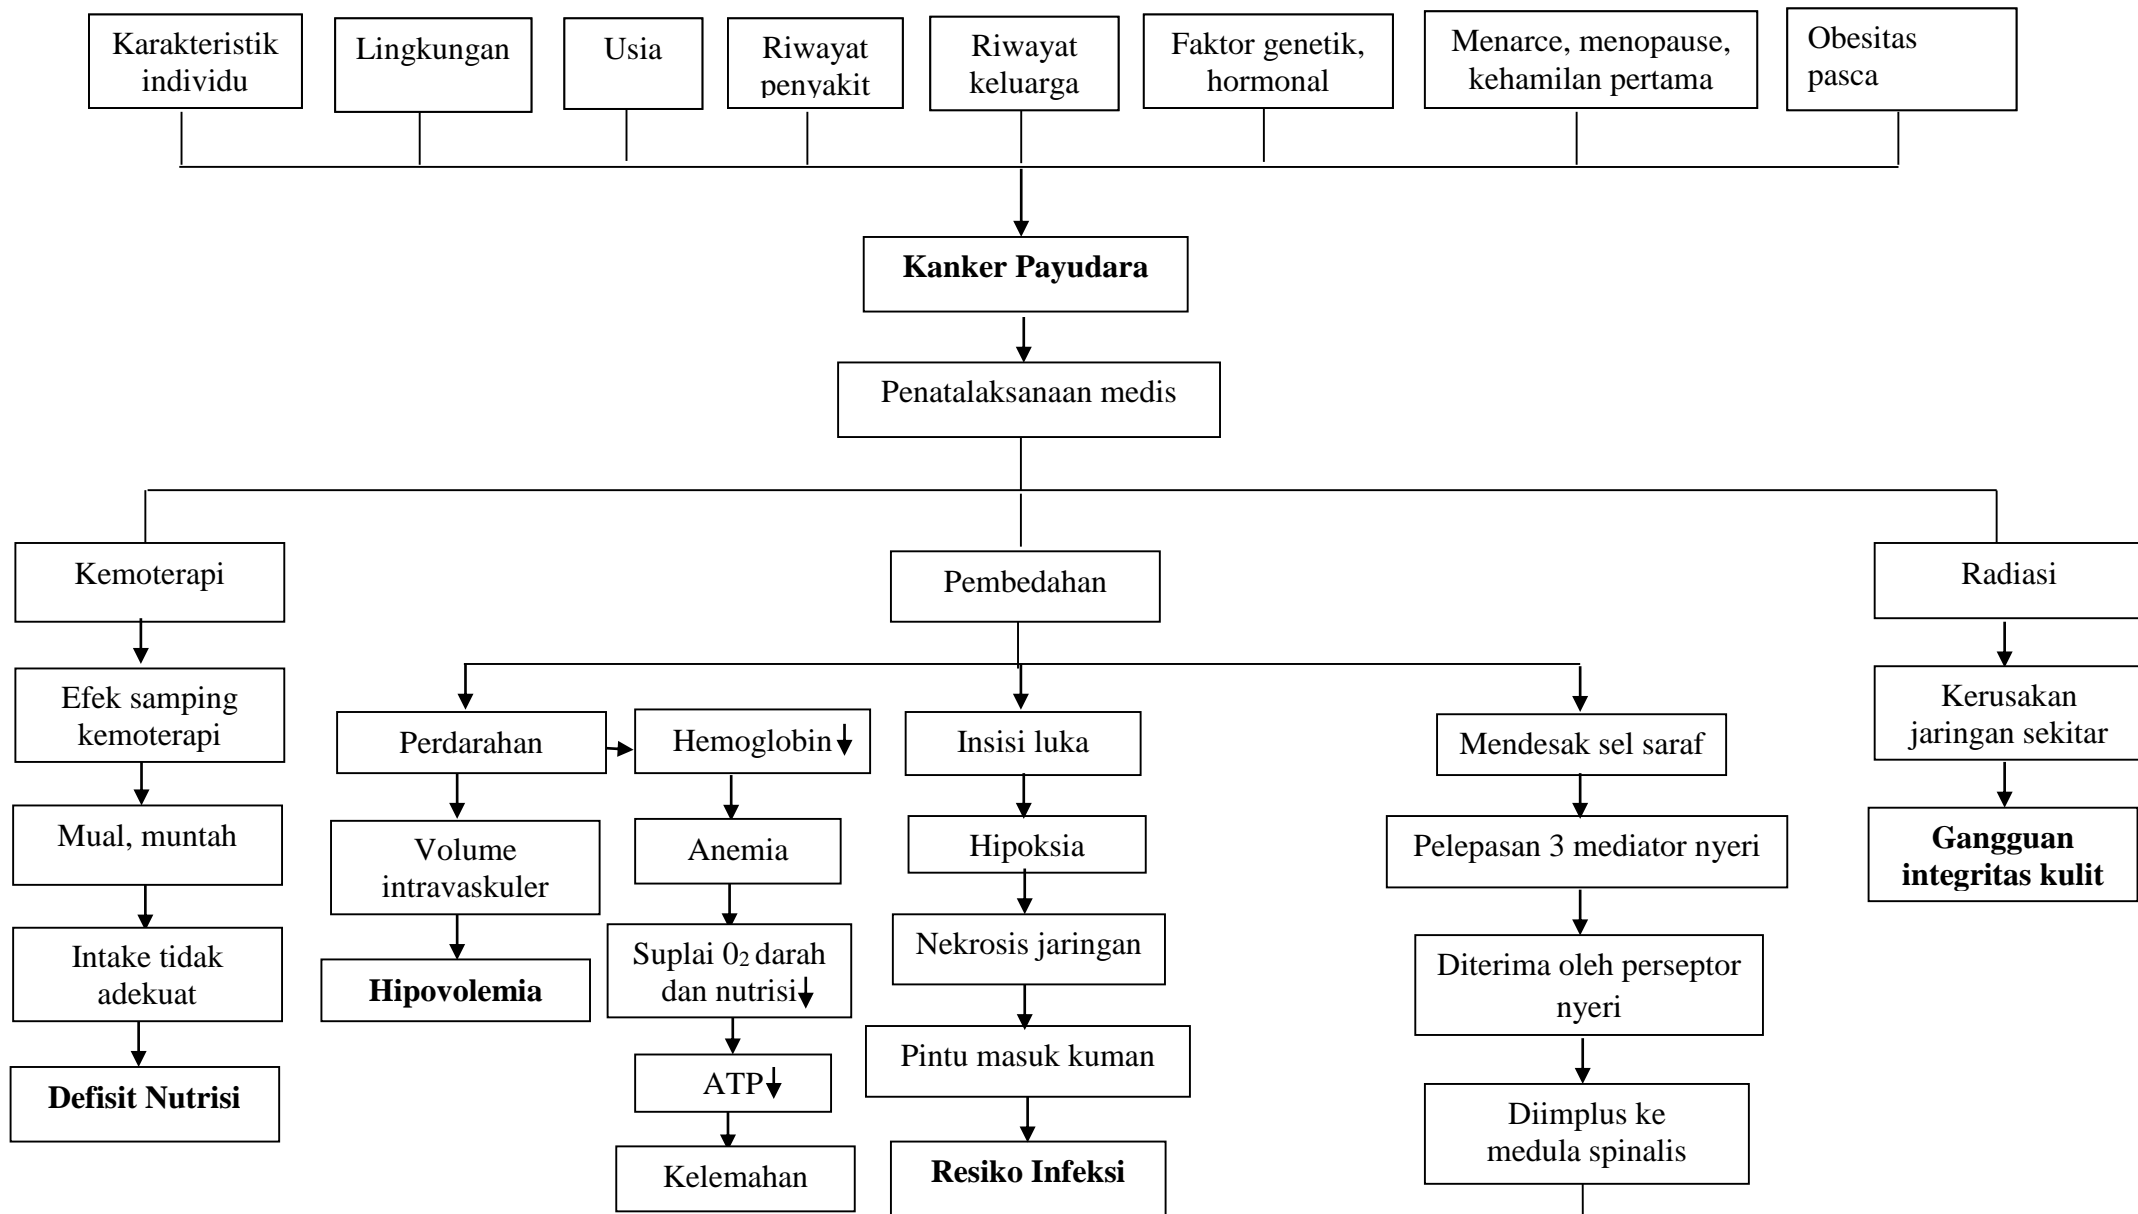 Karakteristik
individu
Lingkungan
Usia
Riwayat
penyakit
Riwayat
keluarga
Faktor genetik,
hormonal
Menarce, menopause,
kehamilan pertama
Obesitas
pasca
Kanker Payudara
Penatalaksanaan medis
Kemoterapi
Pembedahan
Radiasi
Efek samping
kemoterapi
Mual, muntah
Intake tidak
adekuat
Defisit Nutrisi
Perdarahan
Volume
intravaskuler
Hipovolemia
Hemoglobin↓
Anemia
Suplai 0₂ darah
dan nutrisi↓
ATP↓
Kelemahan
Insisi luka
Hipoksia
Nekrosis jaringan
Pintu masuk kuman
Resiko Infeksi
Mendesak sel saraf
Pelepasan 3 mediator nyeri
Diterima oleh perseptor
nyeri
Diimplus ke
medula spinalis
Kerusakan
jaringan sekitar
Gangguan
integritas kulit